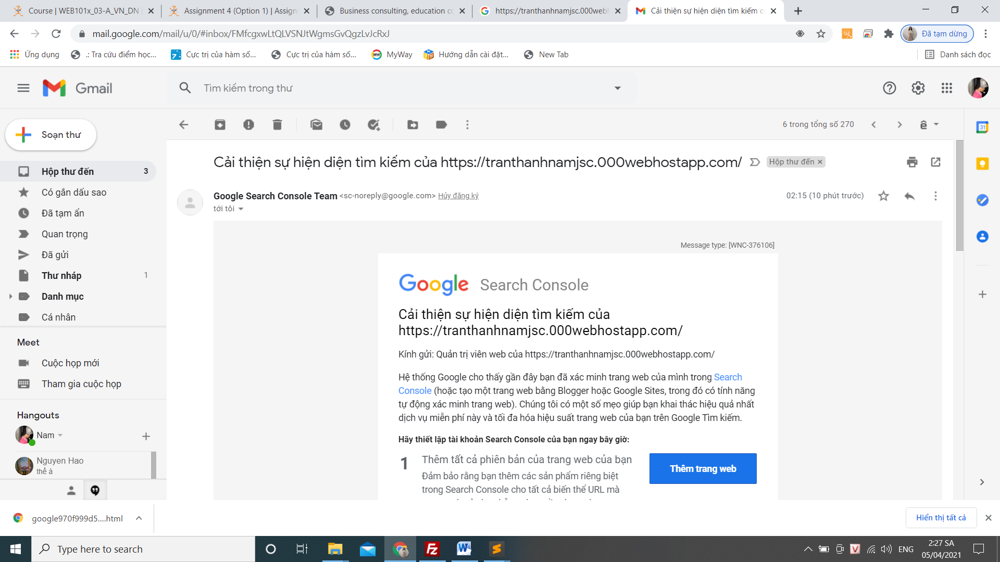 Course | WEB101x_03-A_VN_DN
Assignment 4 (Option 1) | Assign
Business consulting, education co
https://tranthanhnamjsc.000webh
Cải thiện sự hiện diện tìm kiếm c
mail.google.com/mail/u/0/#inbox/FMfcgxwLtQLVSNJtWgmsGvQgzLvJcRxJ
Đã tạm dừng
Ứng dụng
.: Tra cứu điểm học...
Cực trị của hàm số...
Cực trị của hàm số...
MyWay
Hướng dẫn cài đặt...
New Tab
Danh sách đọc
Gmail
Tìm kiếm trong thư
Soạn thư
6 trong tổng số 270
Hộp thư đến 3
Có gắn dấu sao
Đã tạm ẩn
Quan trọng
Đã gửi
Thư nháp 1
Danh mục
Cá nhân
Meet
Cuộc họp mới
Tham gia cuộc họp
Hangouts
Nam
Nguyen Hao
thế à
Cải thiện sự hiện diện tìm kiếm của https://tranthanhnamjsc.000webhostapp.com/
Hộp thư đến
Google Search Console Team <sc-noreply@google.com> Hủy đăng ký
02:15 (10 phút trước)
tới tôi
Message type: [WNC-376106]
Google Search Console
Cải thiện sự hiện diện tìm kiếm của
https://tranthanhnamjsc.000webhostapp.com/
Kính gửi: Quản trị viên web của https://tranthanhnamjsc.000webhostapp.com/
Hệ thống Google cho thấy gần đây bạn đã xác minh trang web của mình trong Search
Console (hoặc tạo một trang web bằng Blogger hoặc Google Sites, trong đó có tính năng
tự động xác minh trang web). Chúng tôi có một số mẹo giúp bạn khai thác hiệu quả nhất
dịch vụ miễn phí này và tối đa hóa hiệu suất trang web của bạn trên Google Tìm kiếm.
Hãy thiết lập tài khoản Search Console của bạn ngay bây giờ:
1 Thêm tất cả phiên bản của trang web của bạn
Đảm bảo rằng bạn thêm các sản phẩm riêng biệt
trong Search Console cho tất cả biến thể URL mà
Thêm trang web
google970f999d5....html
Hiển thị tất cả
Type here to search
ENG
2:27 SA
05/04/2021